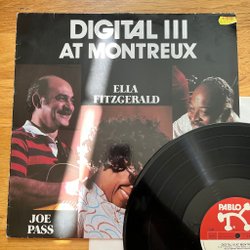 DIGITAL III
AT MONTREUX
ELLA
FITZGERALD
JOE
PASS
PABLO